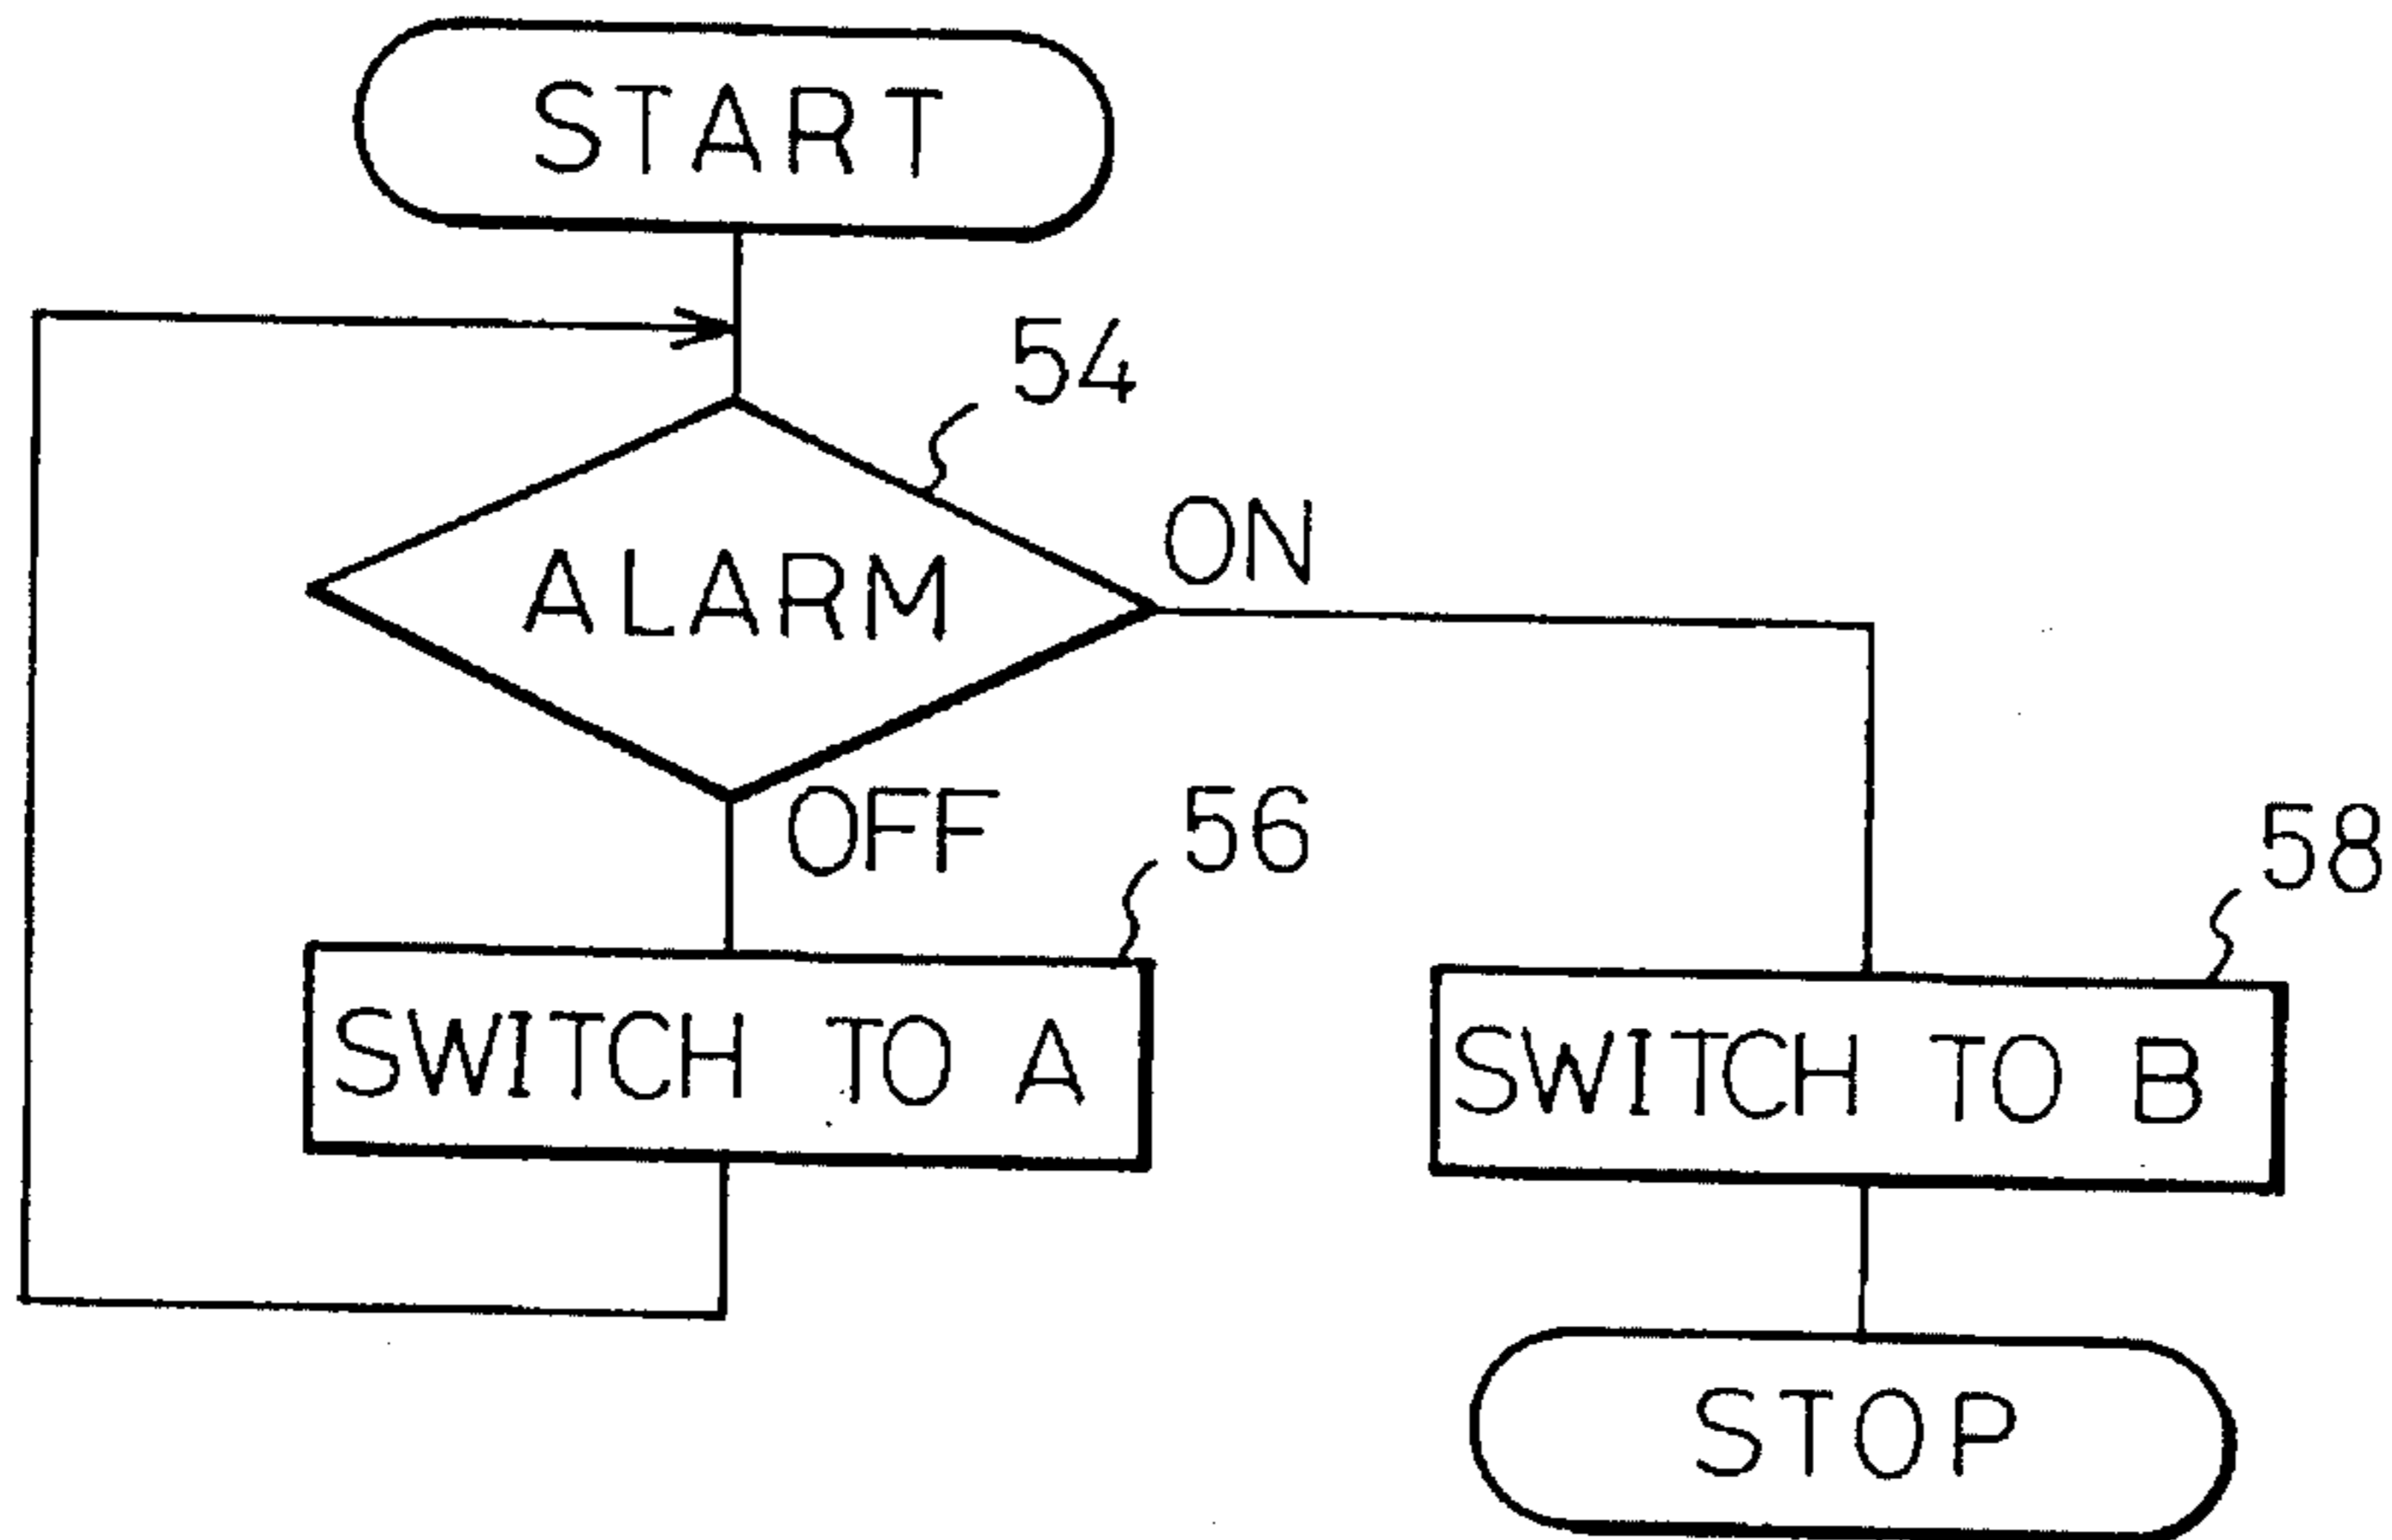 START
54
ALARM
ON
OFF
56
58
SWITCH TO A
SWITCH TO B
STOP